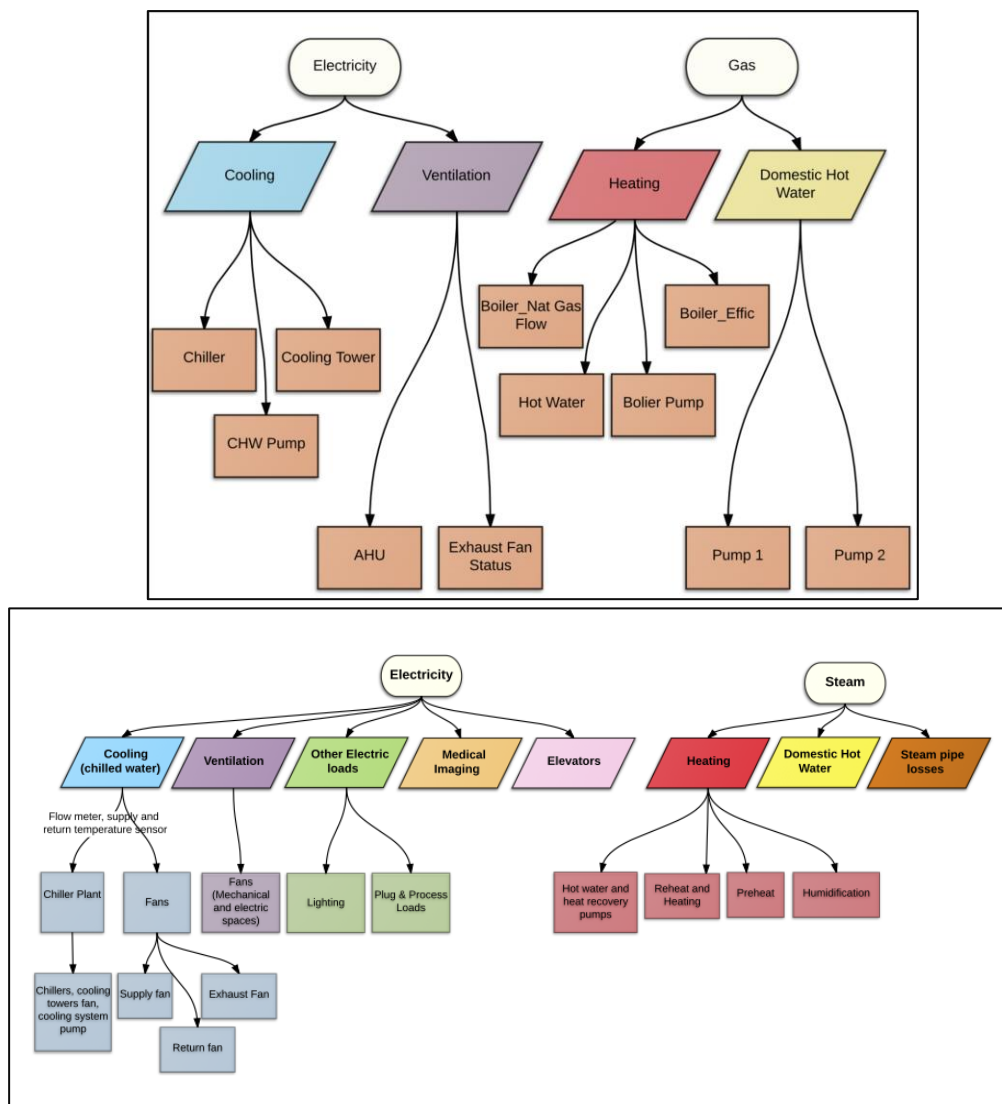 Electricity
Gas
Cooling
Ventilation
Heating
Domestic Hot
Water
Boiler_Nat Gas
Flow
Boiler_Effic
Chiller
Cooling Tower
Hot Water
Bolier Pump
CHW Pump
AHU
Exhaust Fan
Status
Pump 1
Pump 2
Electricity
Steam
Cooling
(chilled water)
Ventilation
Other Electric
loads
Medical
Imaging
Elevators
Heating
Domestic Hot
Water
Steam pipe
losses
Flow meter, supply and
return temperature sensor
Chiller Plant
Fans
Fans
(Mechanical
and electric
spaces)
Lighting
Plug & Process
Loads
Hot water and
heat recovery
pumps
Reheat and
Heating
Preheat
Humidification
Chillers, cooling
towers fan,
cooling system
pump
Supply fan
Exhaust Fan
Return fan